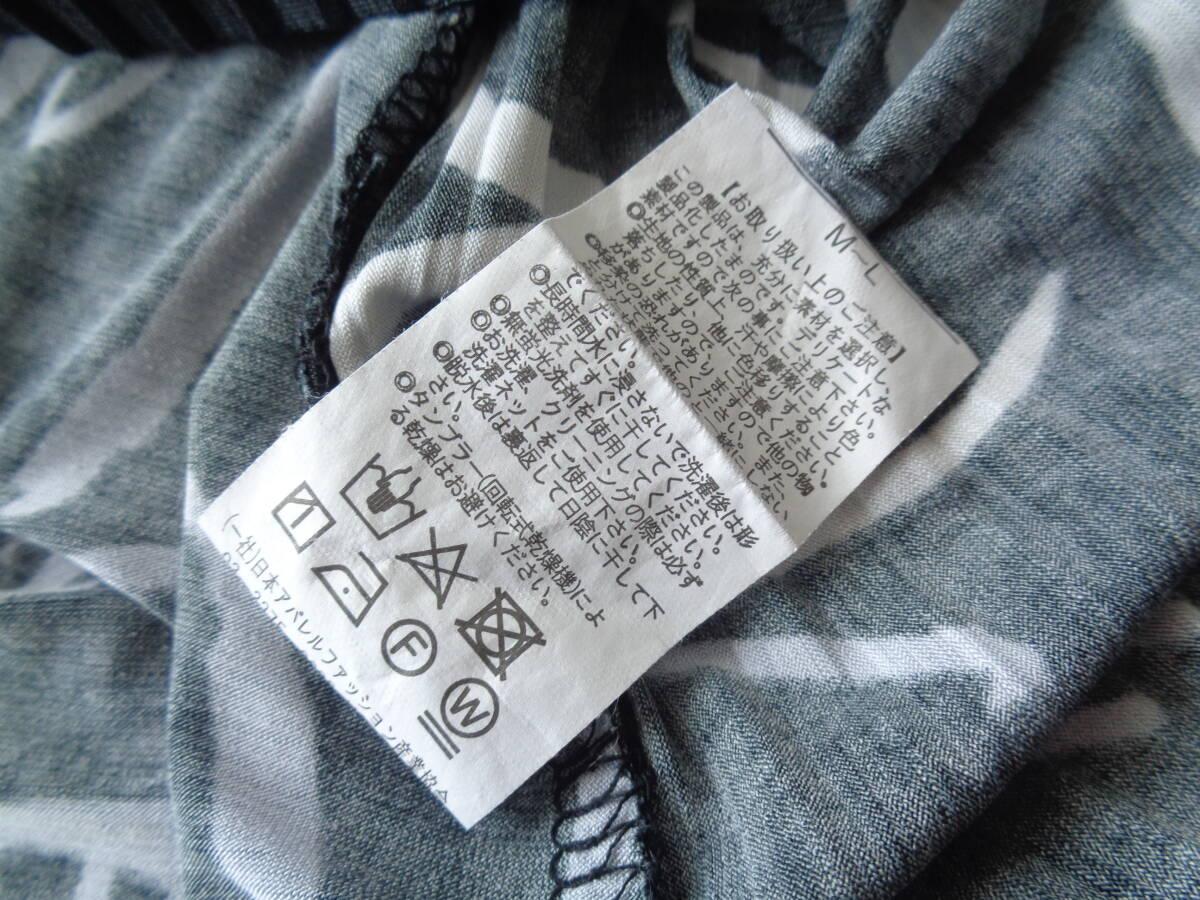 M~L
【お取り扱い上のご注意】
この製品は、充分に素材を選択しな
製品化したものです。デリケートな
素材ですので次の事にご注意下さい。
◎生地の性質上、汗や摩擦により色
落ちしたり、他に色移りすること
がありますのでご注意ください。
でください。
◎長時間水に浸さないで洗濯後は形
を整えてすぐに干してください。
◎無蛍光洗剤を使用してください。
◎お洗濯、クリーニングの際は必ず
洗濯ネットをご使用下さい。
◎脱水後は裏返して日陰に干して下
さい。
◎タンブラー(回転式乾燥機)によ
る乾燥はお避けください。
F
W
(一社)日本アパレルファッション産業協会